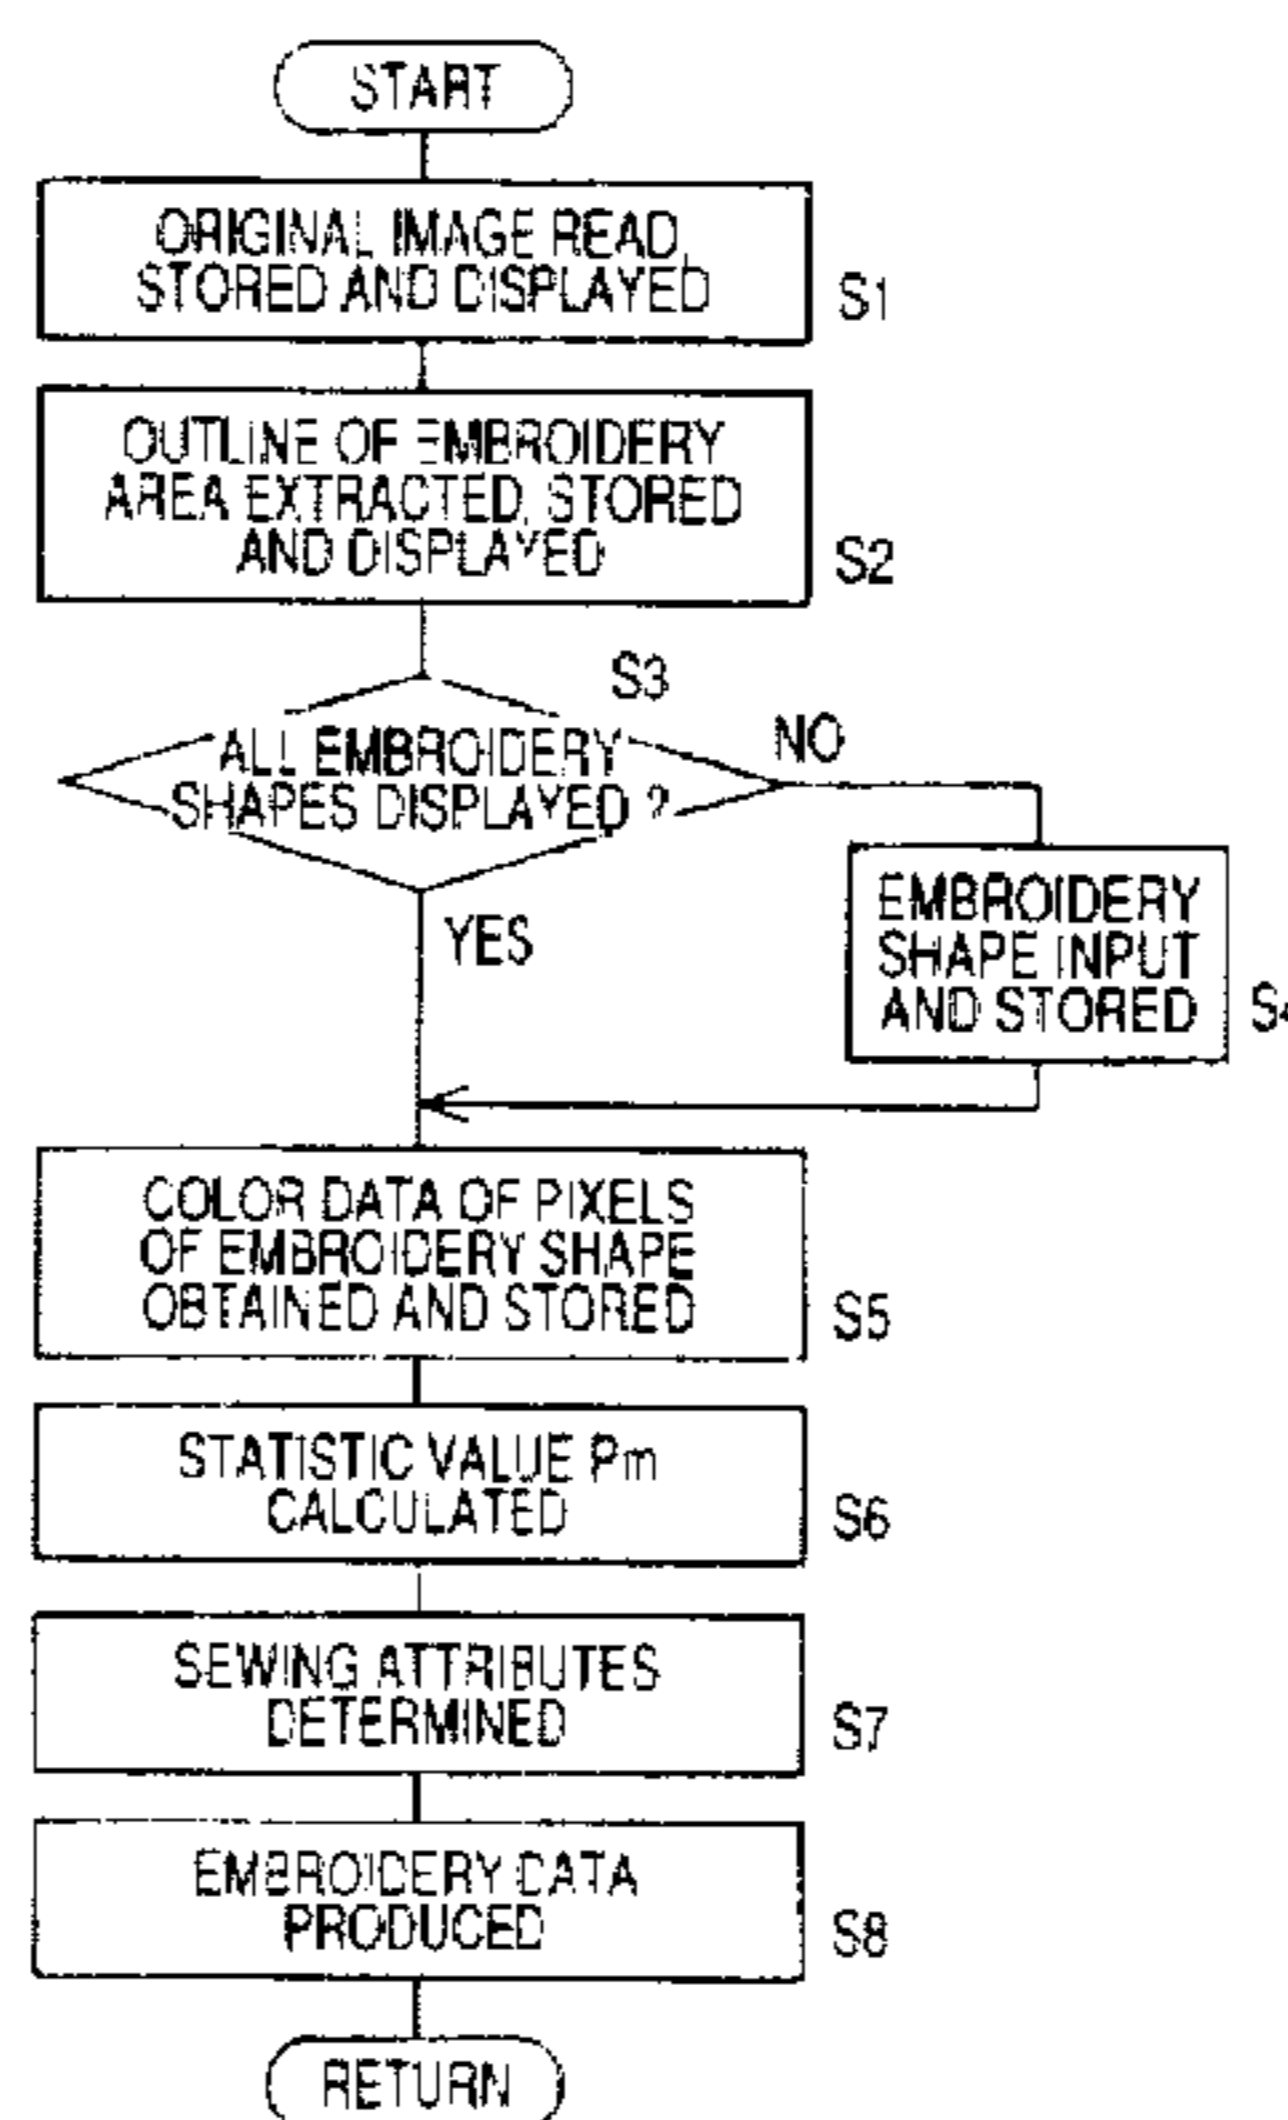 START
ORIGINAL IMAGE READ,
STORED AND DISPLAYED
S1
OUTLINE OF EMBROIDERY
AREA EXTRACTED, STORED
AND DISPLAYED
S2
S3
ALL EMBROIDERY
SHAPES DISPLAYED ?
NO
YES
EMBROIDERY
SHAPE INPUT
AND STORED
S4
COLOR DATA OF PIXELS
OF EMBROIDERY SHAPE
OBTAINED AND STORED
S5
STATISTIC VALUE Pm
CALCULATED
S6
SEWING ATTRIBUTES
DETERMINED
S7
EMBROIDERY DATA
PRODUCED
S8
RETURN